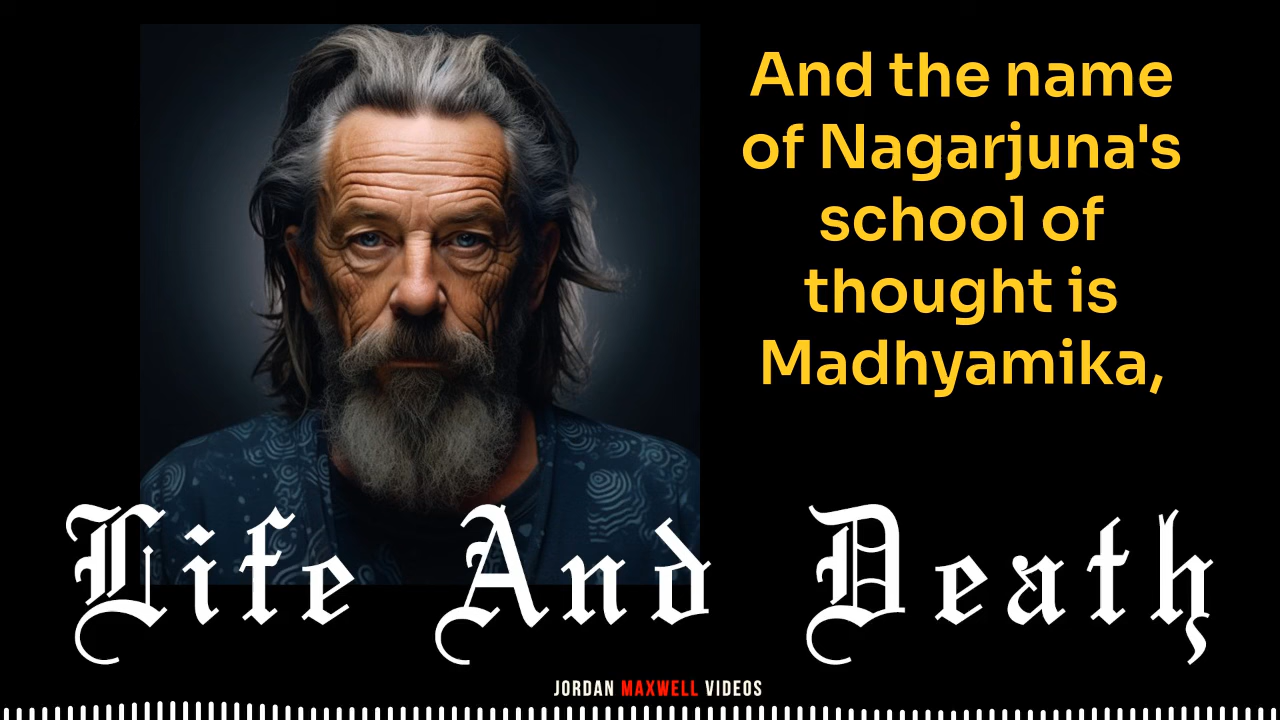 And the name
of Nagarjuna's
school of
thought is
Madhyamika,
Life And Death
JORDAN MAXWELL VIDEOS